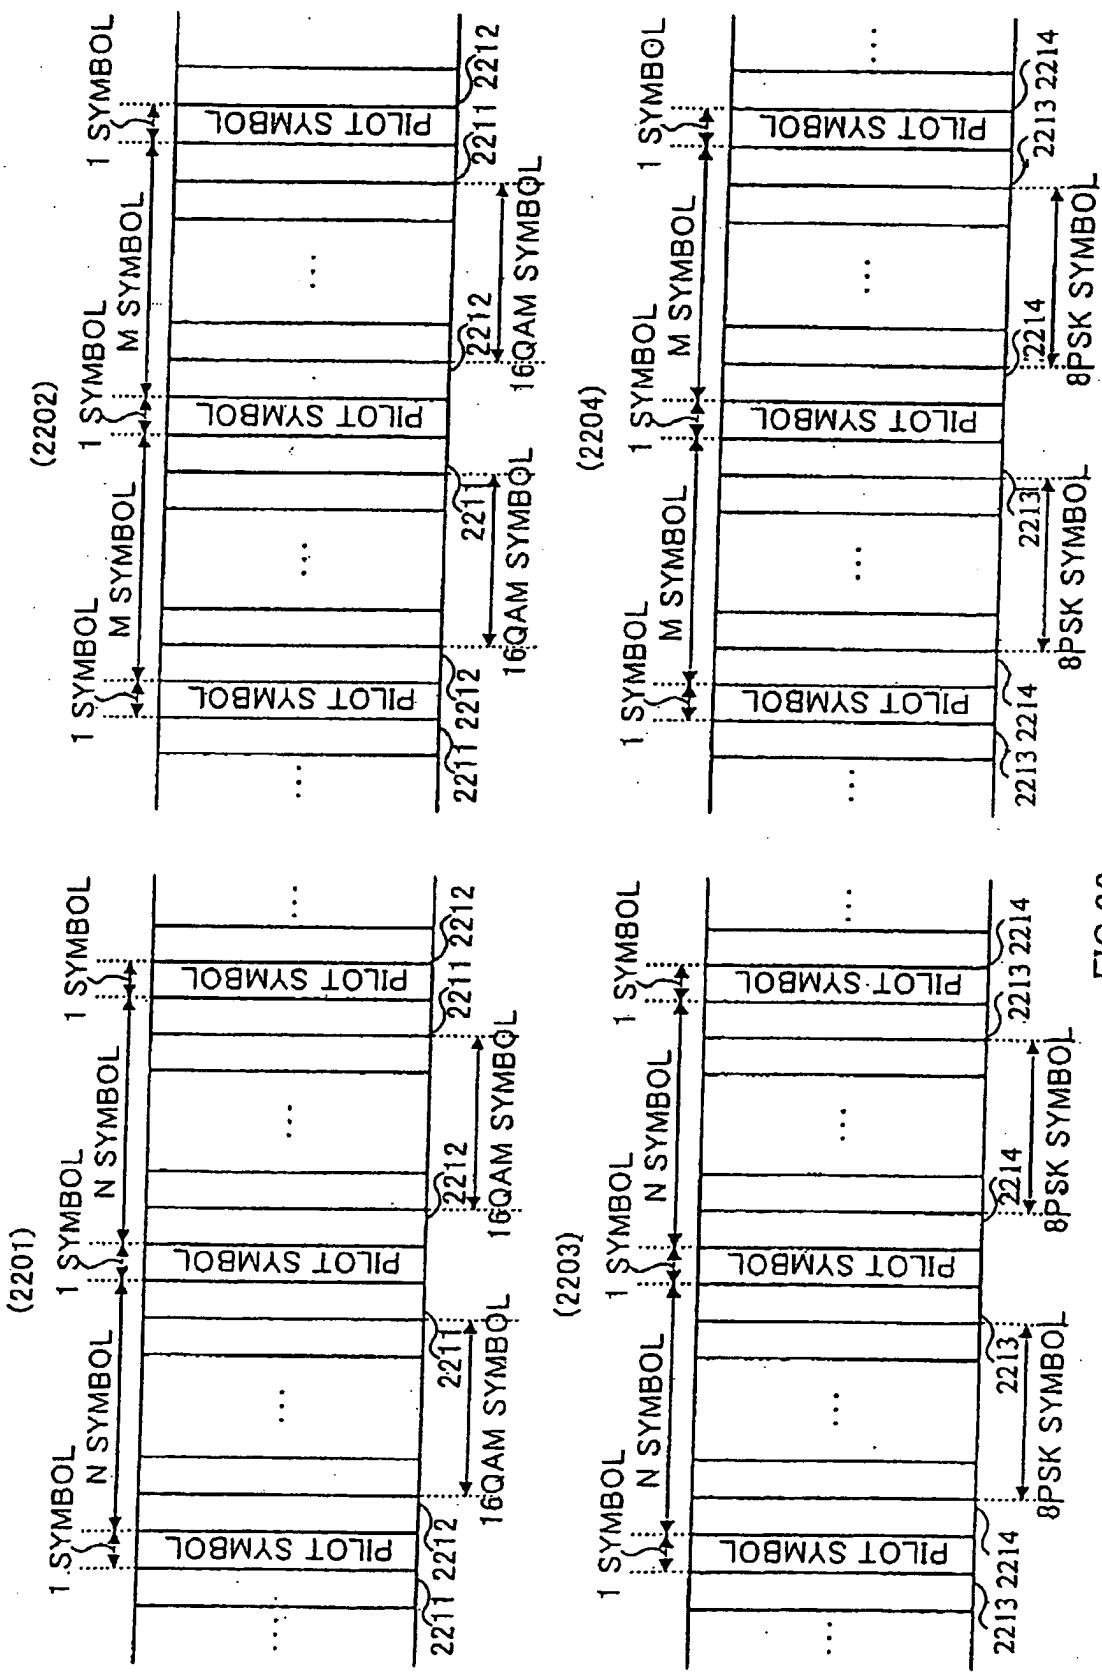 (2201)
1 SYMBOL
N SYMBOL
1 SYMBOL
N SYMBOL
1 SYMBOL
PILOT SYMBOL
PILOT SYMBOL
PILOT SYMBOL
2211
2212
2211
2212
2211
2212
16QAM SYMBOL
16QAM SYMBOL
(2202)
1 SYMBOL
M SYMBOL
1 SYMBOL
M SYMBOL
1 SYMBOL
PILOT SYMBOL
PILOT SYMBOL
PILOT SYMBOL
2211
2212
2211
2212
2211
2212
16QAM SYMBOL
16QAM SYMBOL
(2203)
1 SYMBOL
N SYMBOL
1 SYMBOL
N SYMBOL
1 SYMBOL
PILOT SYMBOL
PILOT SYMBOL
PILOT SYMBOL
2213
2214
2213
2214
2213
2214
8PSK SYMBOL
8PSK SYMBOL
(2204)
1 SYMBOL
M SYMBOL
1 SYMBOL
M SYMBOL
1 SYMBOL
PILOT SYMBOL
PILOT SYMBOL
PILOT SYMBOL
2213
2214
2213
2214
2213
2214
8PSK SYMBOL
8PSK SYMBOL